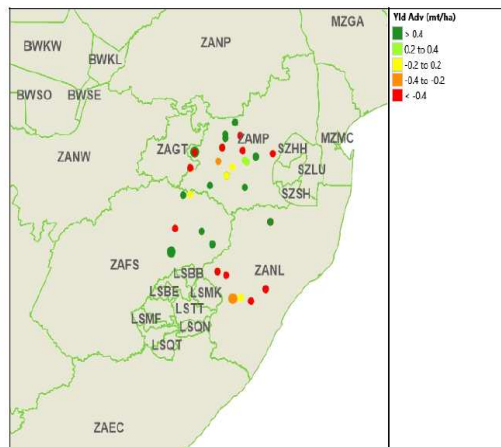 Yld Adv (mt/ha)
> 0.4
0.2 to 0.4
-0.2 to 0.2
-0.4 to -0.2
< -0.4
MZGA
BWKW
ZANP
BWKL
BWSO
BWSE
MZMC
ZAMP
ZAGT
SZHH
ZANW
SZLU
SZSH
ZAFS
ZANL
LSBB
LSBE
LSMK
LSTT
LSMF
LSQN
LSQT
ZAEC